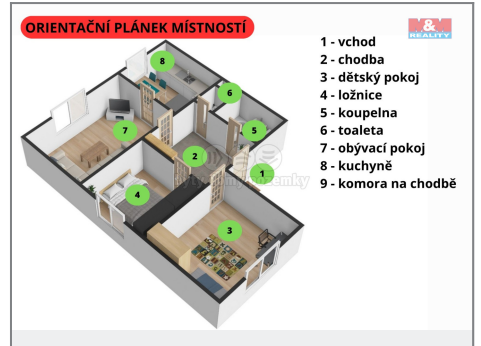 ORIENTAČNÍ PLÁNEK MÍSTNOSTÍ
M&M
REALITY
1 - vchod
2 - chodba
3 - dětský pokoj
4 - ložnice
5 - koupelna
6 - toaleta
7 - obývací pokoj
8 - kuchyně
9 - komora na chodbě
8
6
5
7
2
1
4
3